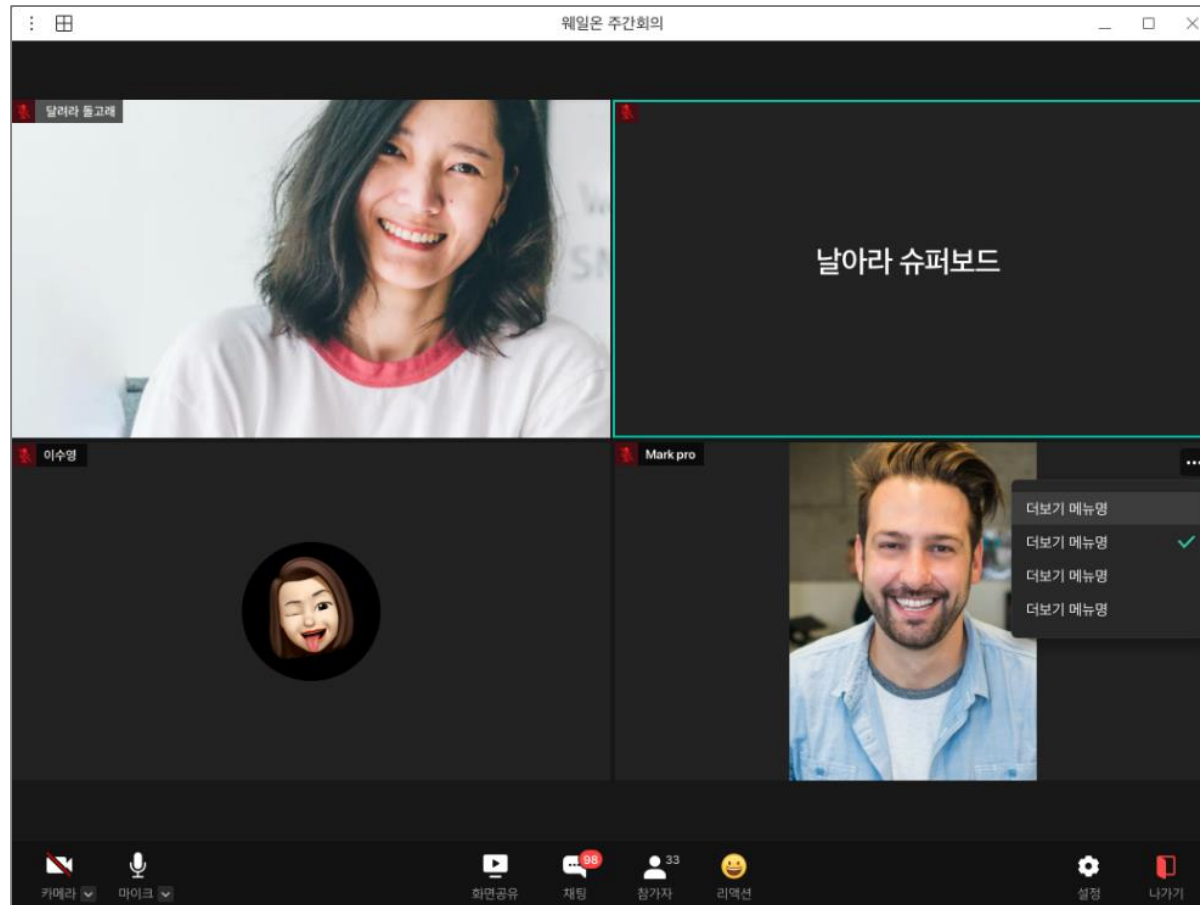 웨일온 주간회의
달려라 돌고래
날아라 슈퍼보드
이수영
Mark pro
더보기 메뉴명
더보기 메뉴명
더보기 메뉴명
더보기 메뉴명
98
33
카메라
마이크
화면공유
채팅
참가자
리액션
설정
나가기